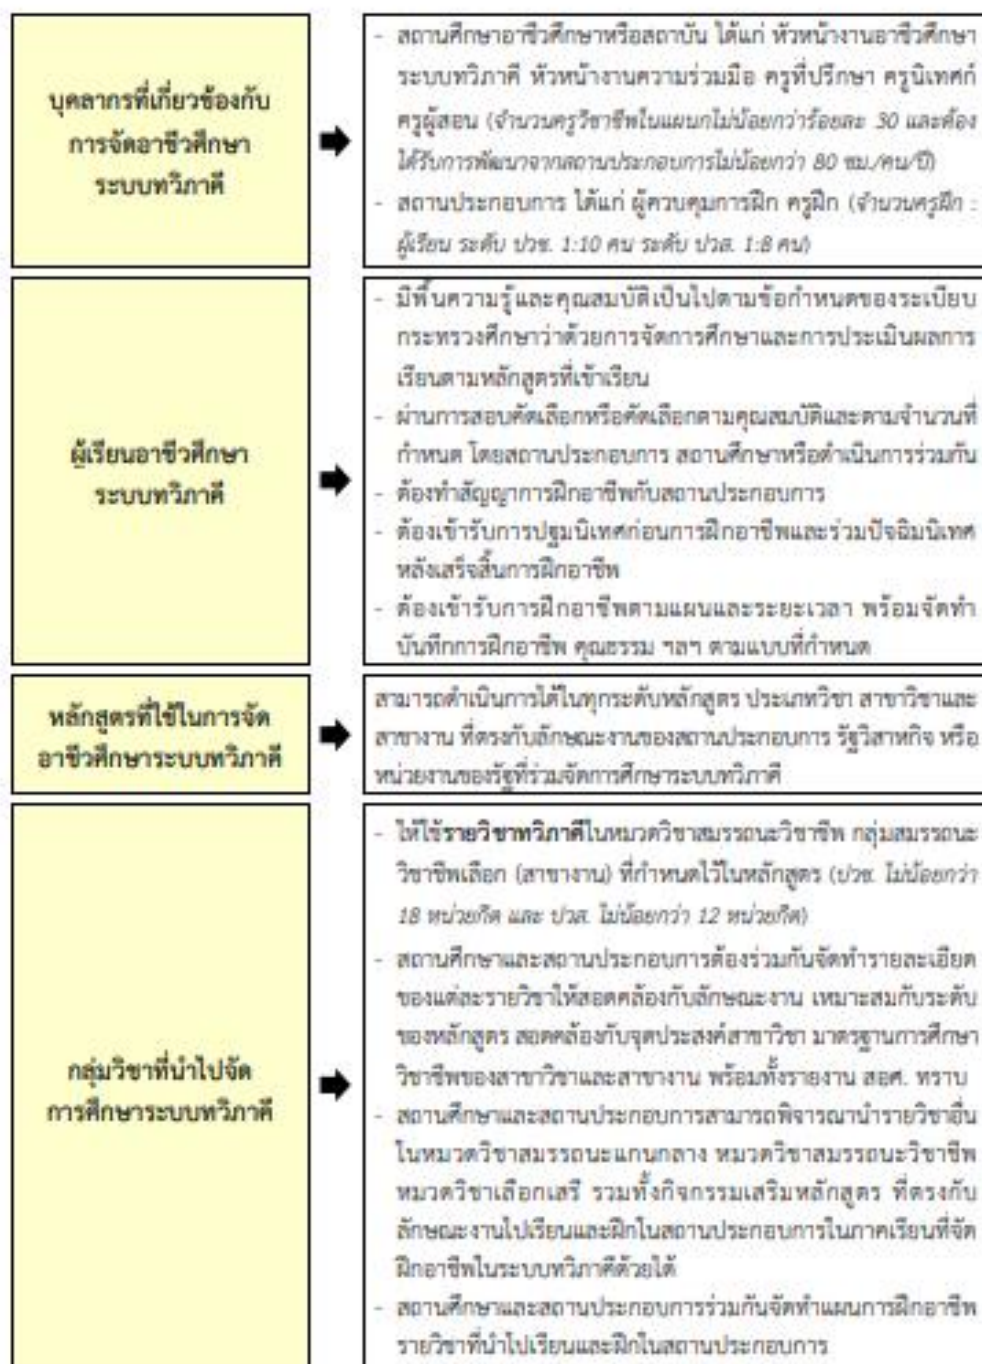 บุคลากรที่เกี่ยวข้องกับ
การจัดอาชีวศึกษา
ระบบทวิภาคี
- สถานศึกษาอาชีวศึกษาหรือสถาบัน ได้แก่ หัวหน้างานอาชีวศึกษา
ระบบทวิภาคี หัวหน้างานความร่วมมือ ครูที่ปรึกษา ครูนิเทศก์
ครูผู้สอน (จำนวนครูวิชาชีพในแผนกไม่น้อยกว่าร้อยละ 30 และต้อง
ได้รับการพัฒนาจากสถานประกอบการไม่น้อยกว่า 80 ชม./คน/ปี)
- สถานประกอบการ ได้แก่ ผู้ควบคุมการฝึก ครูฝึก (จำนวนครูฝึก :
ผู้เรียน ระดับ ปวช. 1:10 คน ระดับ ปวส. 1:8 คน)
ผู้เรียนอาชีวศึกษา
ระบบทวิภาคี
- มีพื้นความรู้และคุณสมบัติเป็นไปตามข้อกำหนดของระเบียบ
กระทรวงศึกษาว่าด้วยการจัดการศึกษาและการประเมินผลการ
เรียนตามหลักสูตรที่เข้าเรียน
- ผ่านการสอบคัดเลือกหรือคัดเลือกตามคุณสมบัติและตามจำนวนที่
กำหนด โดยสถานประกอบการ สถานศึกษาหรือดำเนินการร่วมกัน
- ต้องทำสัญญาการฝึกอาชีพกับสถานประกอบการ
- ต้องเข้ารับการปฐมนิเทศก่อนการฝึกอาชีพและร่วมปัจฉิมนิเทศ
หลังเสร็จสิ้นการฝึกอาชีพ
- ต้องเข้ารับการฝึกอาชีพตามแผนและระยะเวลา พร้อมจัดทำ
บันทึกการฝึกอาชีพ คุณธรรม ฯลฯ ตามแบบที่กำหนด
หลักสูตรที่ใช้ในการจัด
อาชีวศึกษาระบบทวิภาคี
สามารถดำเนินการได้ในทุกระดับหลักสูตร ประเภทวิชา สาขาวิชาและ
สาขางาน ที่ตรงกับลักษณะงานของสถานประกอบการ รัฐวิสาหกิจ หรือ
หน่วยงานของรัฐที่ร่วมจัดการศึกษาระบบทวิภาคี
กลุ่มวิชาที่นำไปจัด
การศึกษาระบบทวิภาคี
- ให้ใช้รายวิชาทวิภาคีในหมวดวิชาสมรรถนะวิชาชีพ กลุ่มสมรรถนะ
วิชาชีพเลือก (สาขางาน) ที่กำหนดไว้ในหลักสูตร (ปวช. ไม่น้อยกว่า
18 หน่วยกิต และ ปวส. ไม่น้อยกว่า 12 หน่วยกิต)
- สถานศึกษาและสถานประกอบการต้องร่วมกันจัดทำรายละเอียด
ของแต่ละรายวิชาให้สอดคล้องกับลักษณะงาน เหมาะสมกับระดับ
ของหลักสูตร สอดคล้องกับจุดประสงค์สาขาวิชา มาตรฐานการศึกษา
วิชาชีพของสาขาวิชาและสาขางาน พร้อมทั้งรายงาน สอศ. ทราบ
- สถานศึกษาและสถานประกอบการสามารถพิจารณานำรายวิชาอื่น
ในหมวดวิชาสมรรถนะแกนกลาง หมวดวิชาสมรรถนะวิชาชีพ
หมวดวิชาเลือกเสรี รวมทั้งกิจกรรมเสริมหลักสูตร ที่ตรงกับ
ลักษณะงานไปเรียนและฝึกในสถานประกอบการในภาคเรียนที่จัด
ฝึกอาชีพในระบบทวิภาคีด้วยได้
- สถานศึกษาและสถานประกอบการร่วมกันจัดทำแผนการฝึกอาชีพ
รายวิชาที่นำไปเรียนและฝึกในสถานประกอบการ